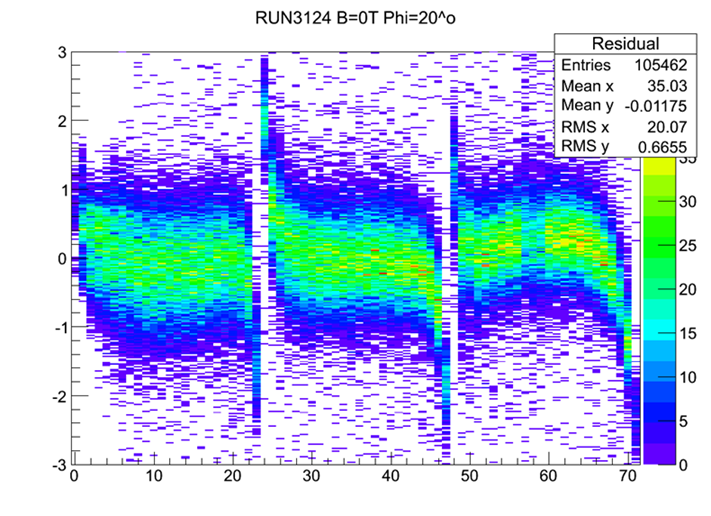 RUN3124 B=0T Phi=20^o
Residual
Entries 105462
Mean x 35.03
Mean y -0.01175
RMS x 20.07
RMS y 0.6655
3
2
1
0
-1
-2
-3
0 10 20 30 40 50 60 70
35
30
25
20
15
10
5
0